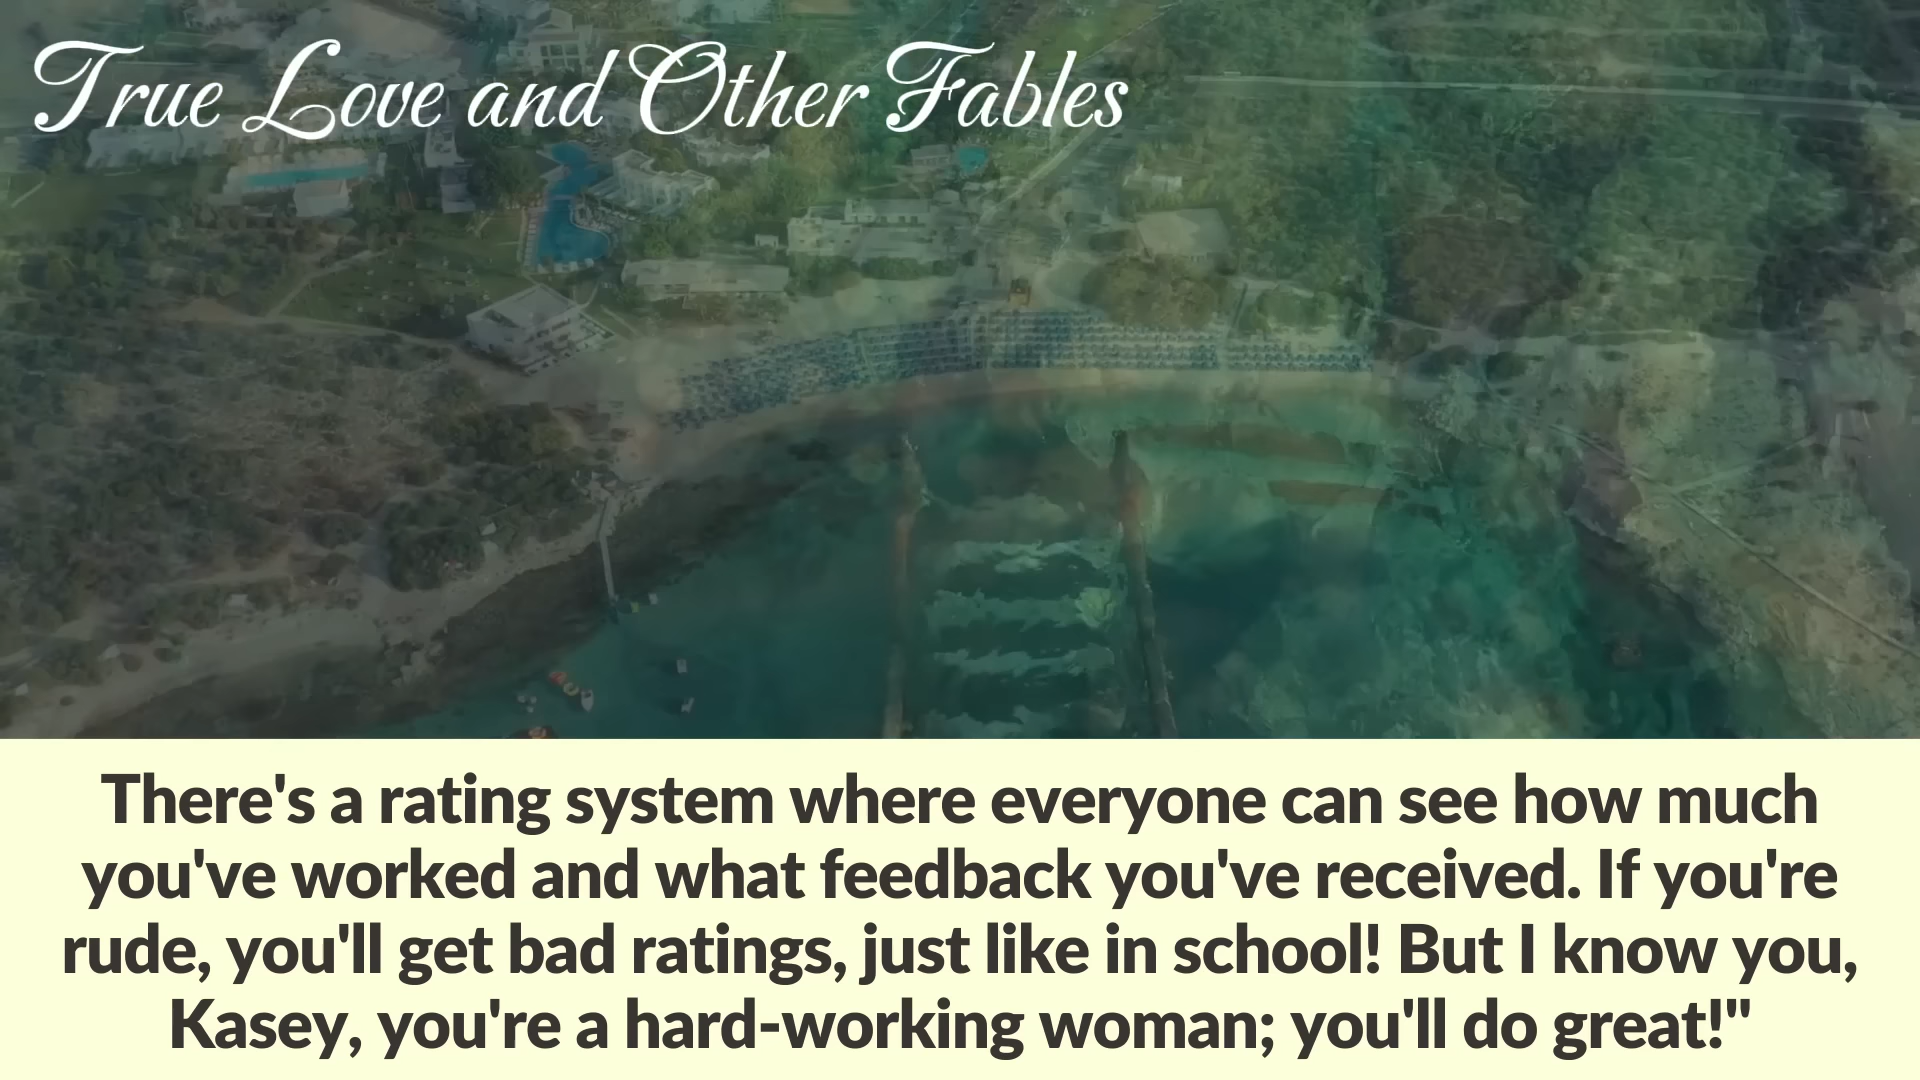 True Love and Other Fables
There's a rating system where everyone can see how much
you've worked and what feedback you've received. If you're
rude, you'll get bad ratings, just like in school! But I know you,
Kasey, you're a hard-working woman; you'll do great!"